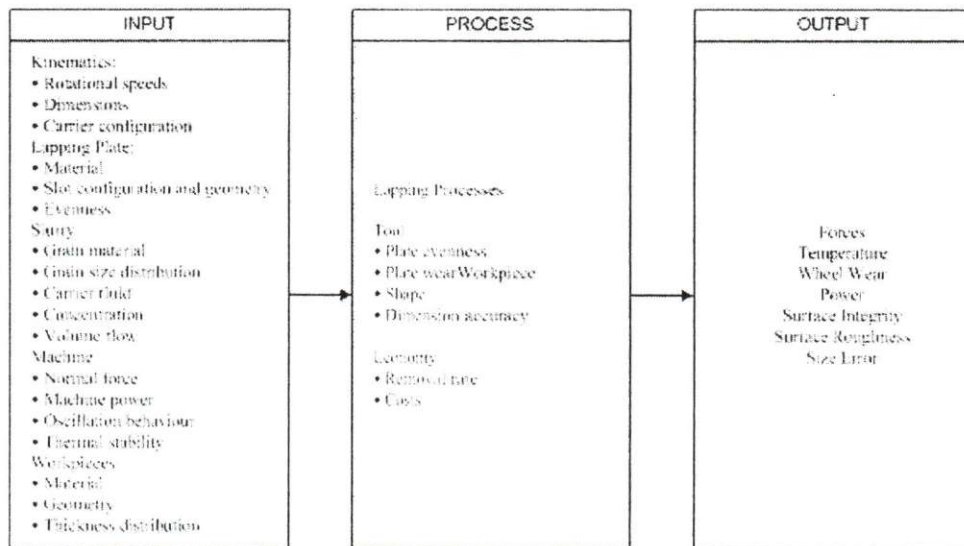 INPUT
Kinematics:
• Rotational speeds
• Dimensions
• Carrier configuration
Lapping Plate:
• Material
• Slot configuration and geometry
• Evenness
Slurry
• Grain material
• Grain size distribution
• Carrier fluid
• Concentration
• Volume flow
Machine
• Normal force
• Machine power
• Oscillation behaviour
• Thermal stability
Workpieces
• Material
• Geometry
• Thickness distribution
PROCESS
Lapping Processes
Tool
• Plate evenness
• Plate wearWorkpiece
• Shape
• Dimension accuracy
Economy
• Removal rate
• Costs
OUTPUT
Forces
Temperature
Wheel Wear
Power
Surface Integrity
Surface Roughness
Size Error